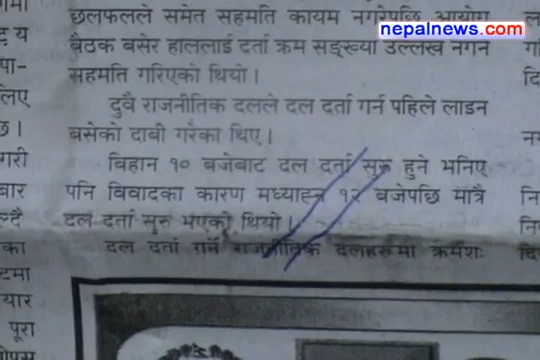 nepalnews.com
छलफलले समेत सहमति कायम नगरेपछि आयोग
बैठक बसेर हाललाई दर्ता क्रम सङ्ख्या उल्लेख नगर्न
सहमति गरिएको थियो ।
दुवै राजनीतिक दलले दल दर्ता गर्न पहिले लाइन
बसेको दाबी गरेका थिए ।
बिहान १० बजेबाट दल दर्ता सुरु हुने भनिए
पनि विवादका कारण मध्याह्न १२ बजेपछि मात्रै
दल दर्ता सुरु भएको थियो ।
दल दर्ता गर्ने राजनीतिक दलहरुमा क्रमशः